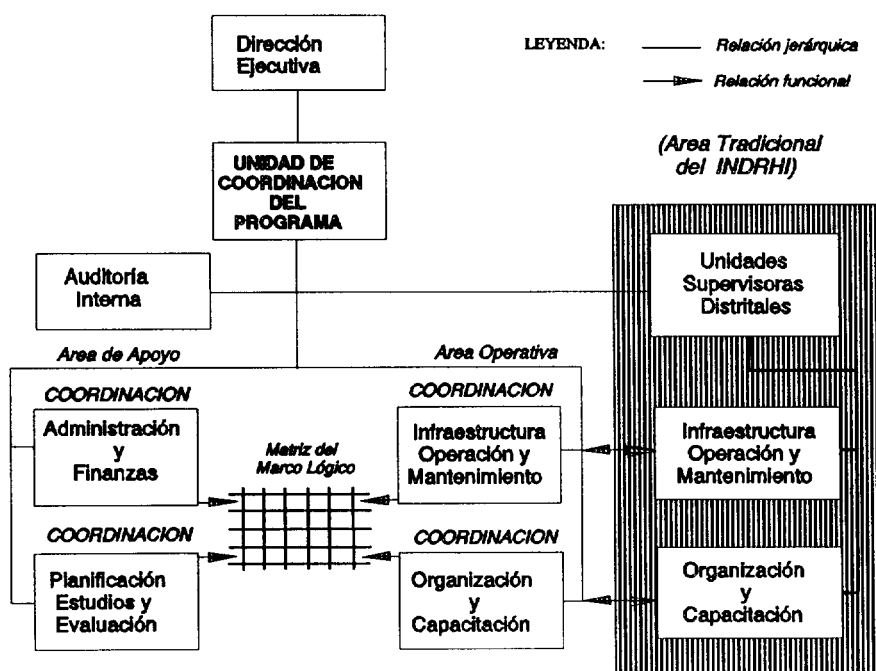 Dirección
Ejecutiva
LEYENDA:
Relación jerárquica
Relación funcional
UNIDAD DE
COORDINACION
DEL
PROGRAMA
(Area Tradicional
del INDRHI)
Auditoría
Interna
Unidades
Supervisoras
Distritales
Area de Apoyo
Area Operativa
COORDINACION
Administración
y
Finanzas
Matriz del
Marco Lógico
COORDINACION
Infraestructura
Operación y
Mantenimiento
Infraestructura
Operación y
Mantenimiento
COORDINACION
Planificación
Estudios y
Evaluación
COORDINACION
Organización
y
Capacitación
Organización
y
Capacitación